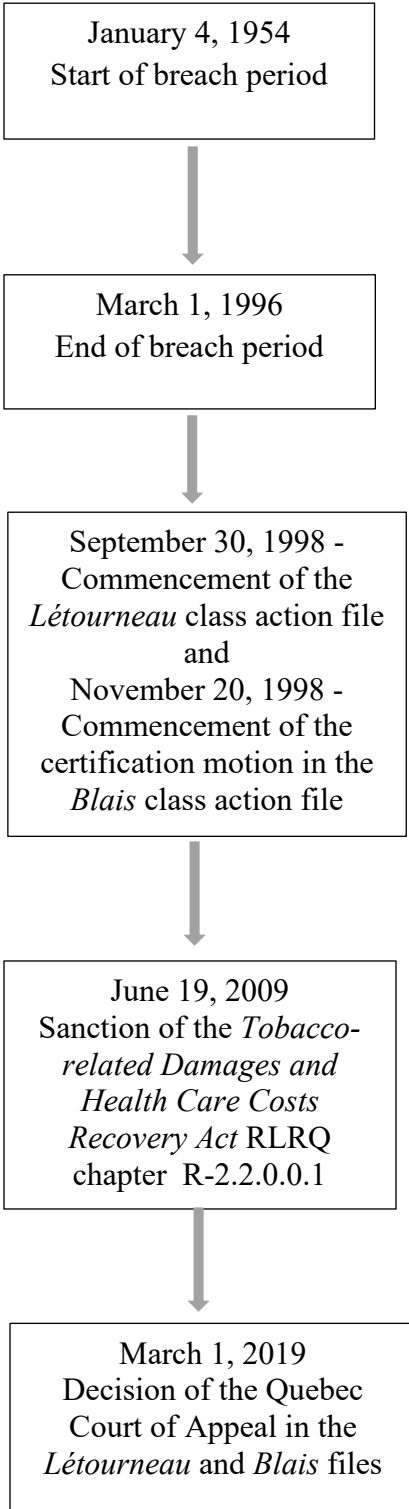 January 4, 1954
Start of breach period
March 1, 1996
End of breach period
September 30, 1998 -
Commencement of the
Létourneau class action file
and
November 20, 1998 -
Commencement of the
certification motion in the
Blais class action file
June 19, 2009
Sanction of the Tobacco-
related Damages and
Health Care Costs
Recovery Act RLRQ
chapter R-2.2.0.0.1
March 1, 2019
Decision of the Quebec
Court of Appeal in the
Létourneau and Blais files